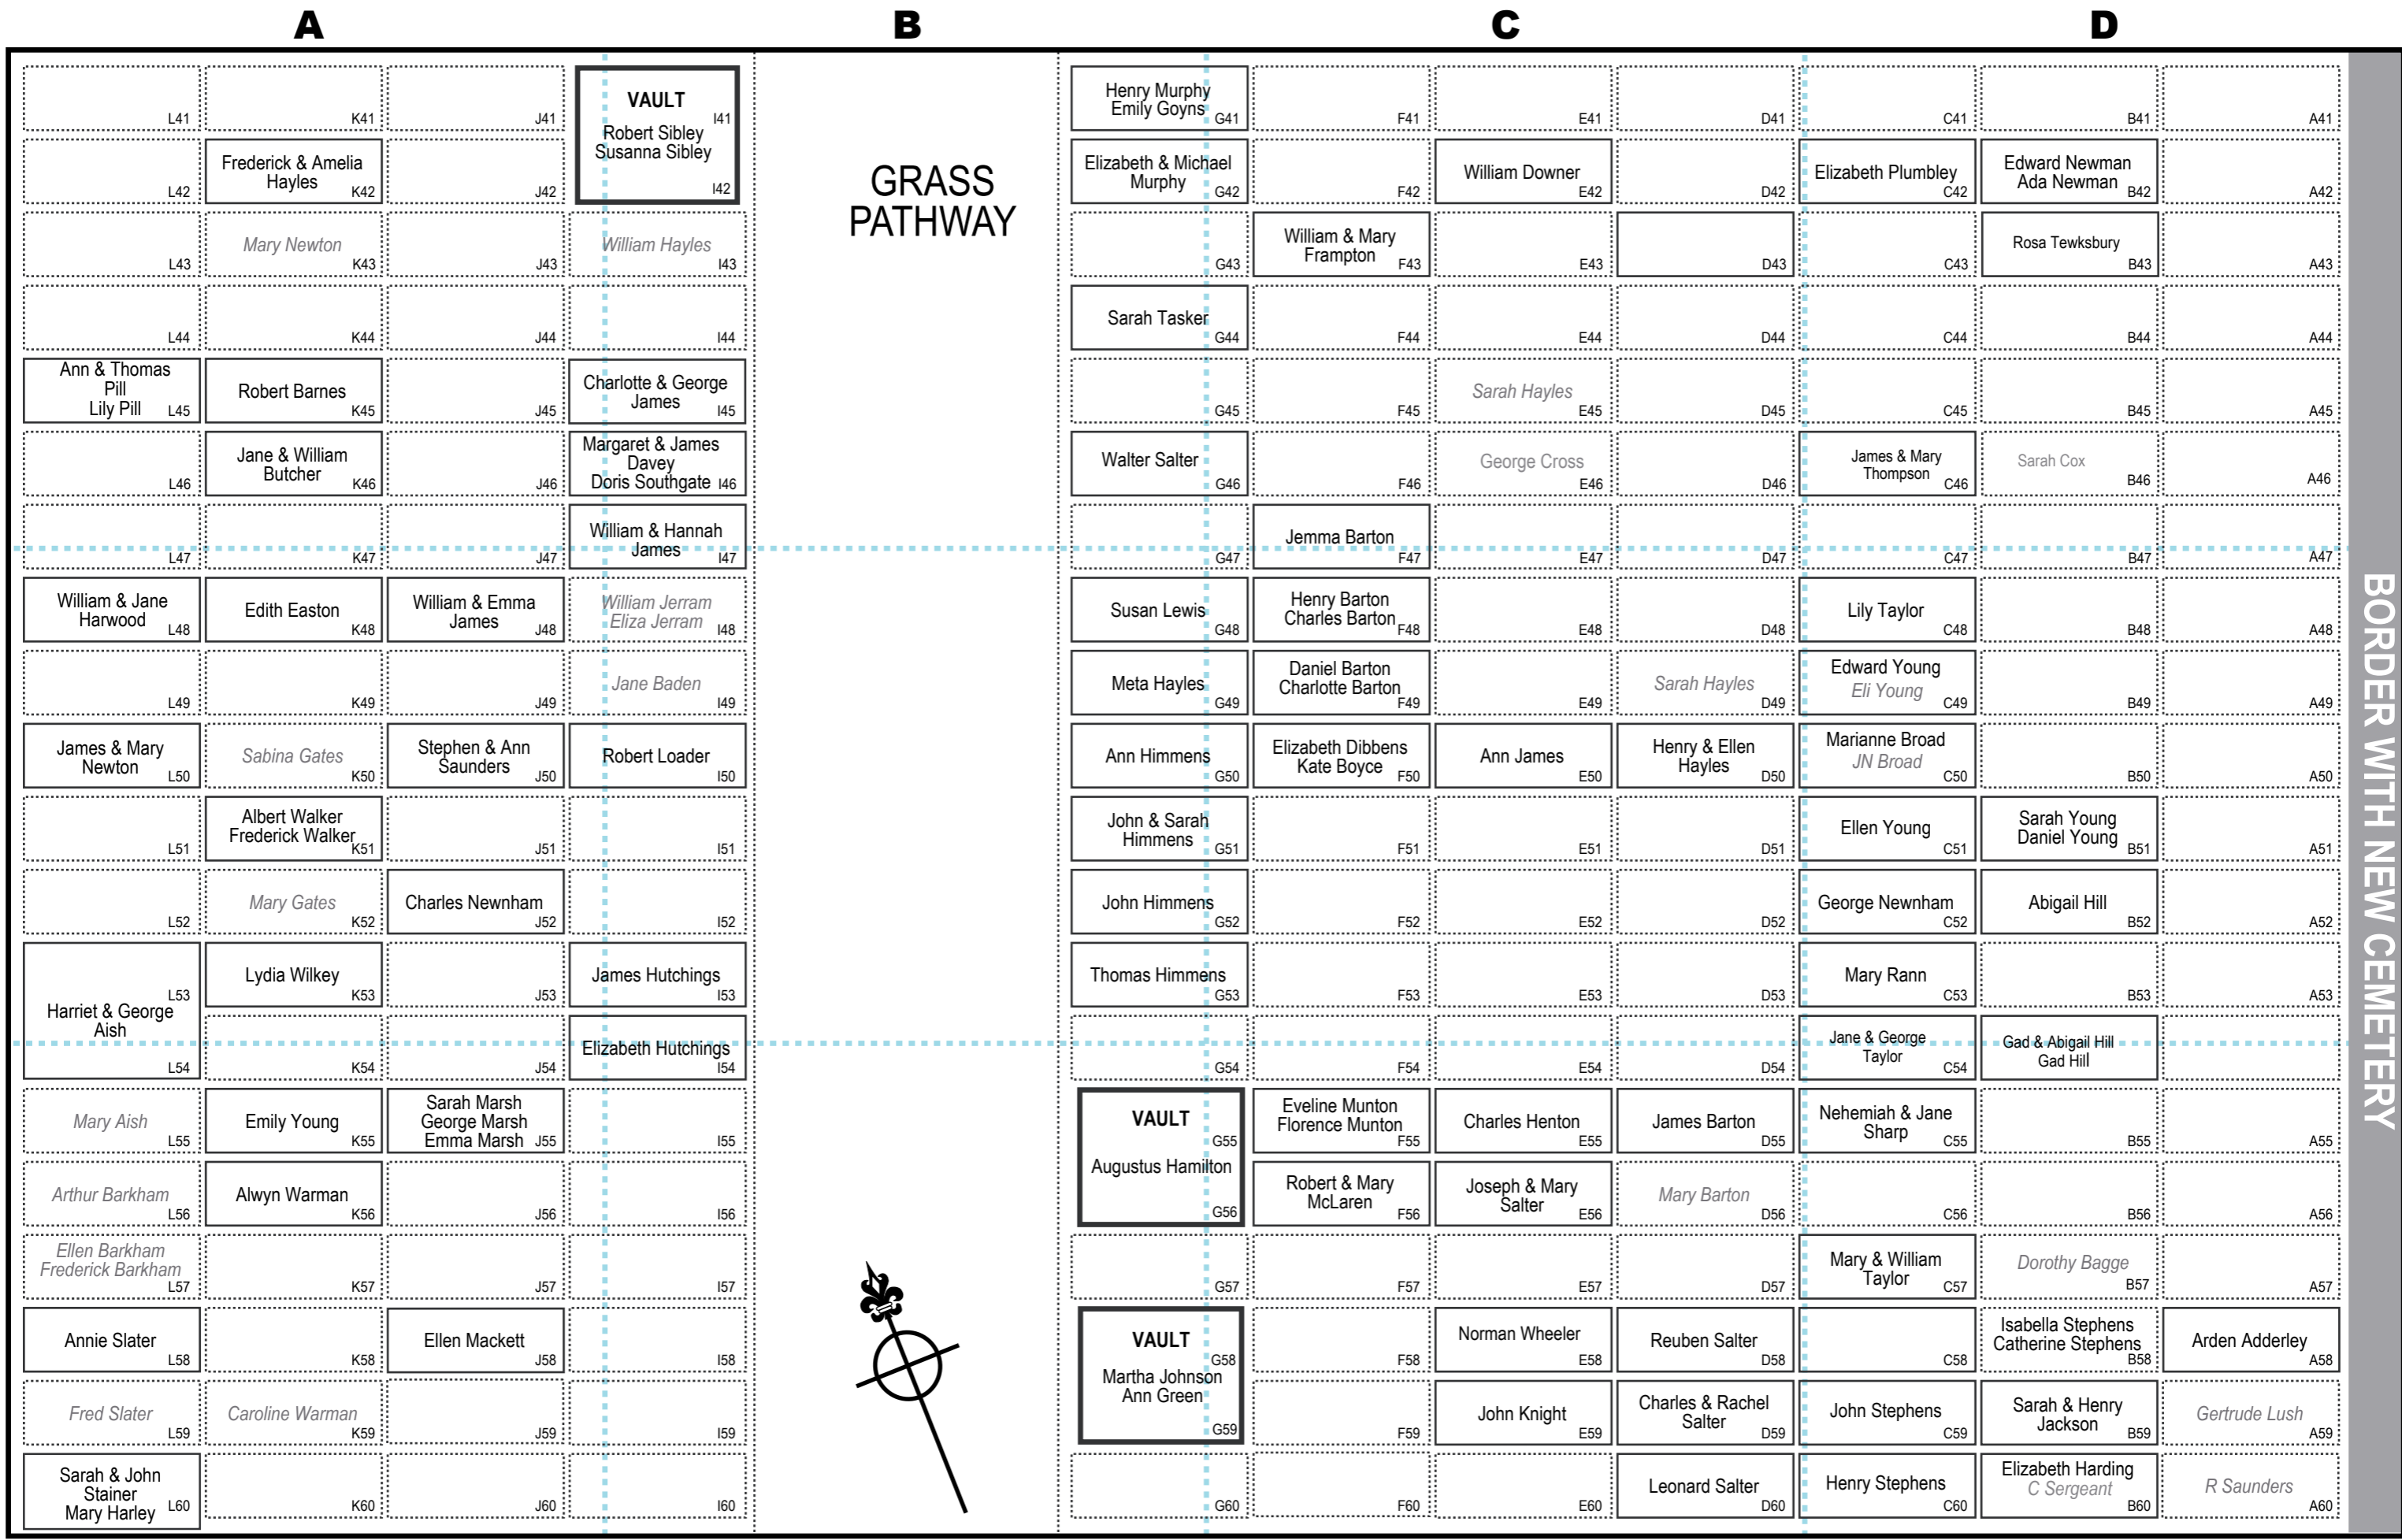 A B C D
L41 K41 J41
VAULT
I41
Robert Sibley
Susanna Sibley
I42
Henry Murphy
Emily Goyns G41
F41 E41 D41 C41 B41 A41
L42
Frederick & Amelia
Hayles K42
J42
GRASS
PATHWAY
Elizabeth & Michael
Murphy G42
F42
William Downer
E42
D42
Elizabeth Plumbley
C42
Edward Newman
Ada Newman B42
A42
L43
Mary Newton
K43
J43
William Hayles
I43
G43
William & Mary
Frampton F43
E43
D43
C43
Rosa Tewksbury
B43
A43
L44 K44 J44 I44
Sarah Tasker
G44
F44 E44 D44 C44 B44 A44
Ann & Thomas
Pill
Lily Pill L45
Robert Barnes
K45
J45
Charlotte & George
James I45
G45
F45
Sarah Hayles
E45
D45 C45 B45 A45
L46
Jane & William
Butcher K46
J46
Margaret & James
Davey
Doris Southgate I46
Walter Salter
G46
F46
George Cross
E46
D46
James & Mary
Thompson C46
Sarah Cox
B46
A46
L47 K47 J47
William & Hannah
James
I47
G47
Jemma Barton
F47
E47 D47 C47 B47 A47
William & Jane
Harwood L48
Edith Easton
K48
William & Emma
James J48
William Jerram
Eliza Jerram I48
Susan Lewis
G48
Henry Barton
Charles Barton F48
E48 D48
Lily Taylor
C48
B48 A48
L49 K49 J49
Jane Baden
I49
Meta Hayles
G49
Daniel Barton
Charlotte Barton
F49
E49
Sarah Hayles
D49
Edward Young
Eli Young
C49
B49 A49
James & Mary
Newton L50
Sabina Gates
K50
Stephen & Ann
Saunders J50
Robert Loader
I50
Ann Himmens
G50
Elizabeth Dibbens
Kate Boyce F50
Ann James
E50
Henry & Ellen
Hayles D50
Marianne Broad
JN Broad
C50
B50 A50
L51
Albert Walker
Frederick Walker
K51
J51 I51
John & Sarah
Himmens G51
F51 E51 D51
Ellen Young
C51
Sarah Young
Daniel Young B51
A51
L52
Mary Gates
K52
Charles Newnham
J52
I52
John Himmens
G52
F52 E52 D52
George Newnham
C52
Abigail Hill
B52
A52
L53
Harriet & George
Aish
L54
Lydia Wilkey
K53
J53
James Hutchings
I53
Thomas Himmens
G53
F53 E53 D53
Mary Rann
C53
B53 A53
K54 J54
Elizabeth Hutchings
I54
G54 F54 E54 D54
Jane & George
Taylor
C54
Gad & Abigail Hill
Gad Hill
Mary Aish
L55
Emily Young
K55
Sarah Marsh
George Marsh
Emma Marsh J55
I55
VAULT
G55
Augustus Hamilton
G56
Eveline Munton
Florence Munton
F55
Charles Henton
E55
James Barton
D55
Nehemiah & Jane
Sharp C55
B55 A55
Arthur Barkham
L56
Alwyn Warman
K56
J56 I56
Robert & Mary
McLaren F56
Joseph & Mary
Salter E56
Mary Barton
D56
C56 B56 A56
Ellen Barkham
Frederick Barkham
L57
K57 J57 I57
G57 F57 E57 D57
Mary & William
Taylor C57
Dorothy Bagge
B57
A57
Annie Slater
L58
K58
Ellen Mackett
J58
I58
VAULT
G58
Martha Johnson
Ann Green
G59
F58
Norman Wheeler
E58
Reuben Salter
D58
C58
Isabella Stephens
Catherine Stephens
B58
Arden Adderley
A58
Fred Slater
L59
Caroline Warman
K59
J59 I59
F59
John Knight
E59
Charles & Rachel
Salter D59
John Stephens
C59
Sarah & Henry
Jackson B59
Gertrude Lush
A59
Sarah & John
Stainer
Mary Harley L60
K60 J60 I60
G60 F60 E60
Leonard Salter
D60
Henry Stephens
C60
Elizabeth Harding
C Sergeant
B60
R Saunders
A60
BORDER WITH NEW CEMETERY